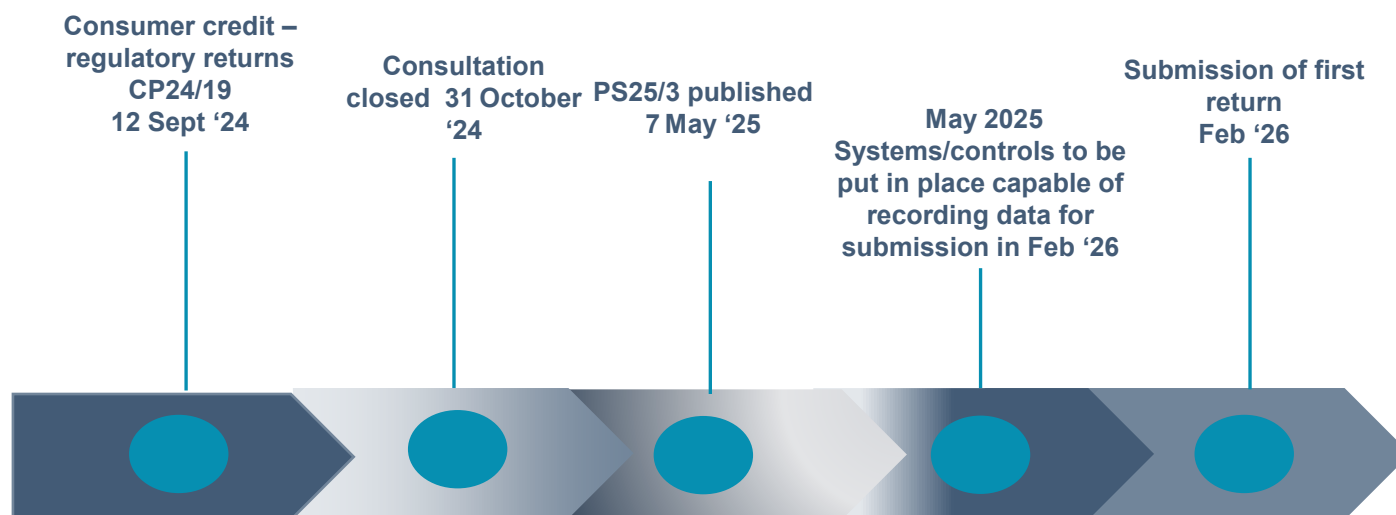 Consumer credit –
regulatory returns
CP24/19
12 Sept ‘24
Consultation
closed 31 October
‘24
PS25/3 published
7 May ‘25
May 2025
Systems/controls to be
put in place capable of
recording data for
submission in Feb ‘26
Submission of first
return
Feb ‘26